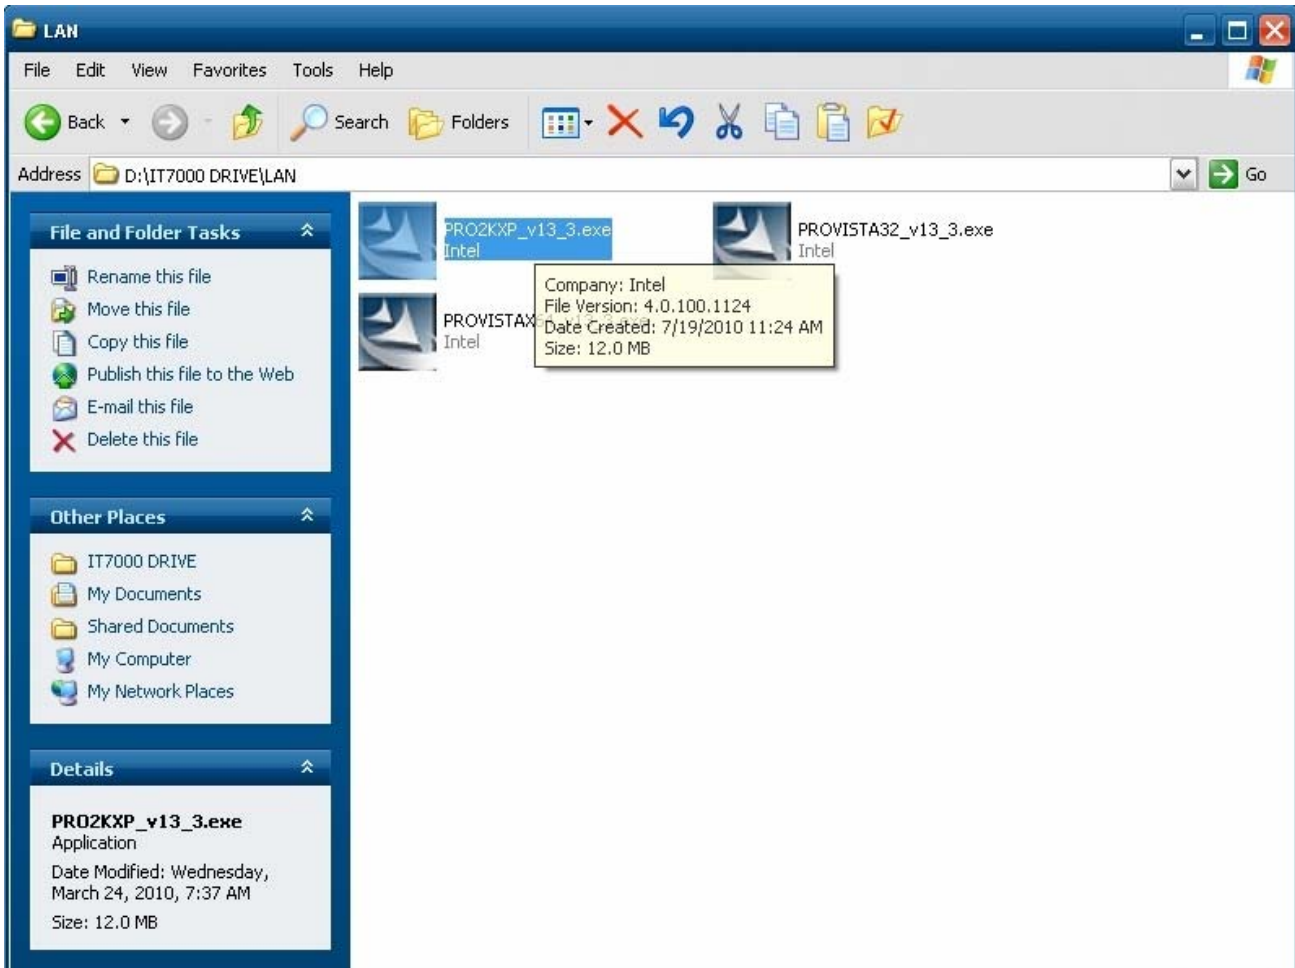 LAN
File Edit View Favorites Tools Help
Back Search Folders
Address D:\IT7000 DRIVE\LAN Go
File and Folder Tasks
Rename this file
Move this file
Copy this file
Publish this file to the Web
E-mail this file
Delete this file
Other Places
IT7000 DRIVE
My Documents
Shared Documents
My Computer
My Network Places
Details
PRO2KXP_v13_3.exe
Application
Date Modified: Wednesday,
March 24, 2010, 7:37 AM
Size: 12.0 MB
PRO2KXP_v13_3.exe
Intel
PROVISTA32_v13_3.exe
Intel
PROVISTAX64_v13_3.exe
Intel
Company: Intel
File Version: 4.0.100.1124
Date Created: 7/19/2010 11:24 AM
Size: 12.0 MB